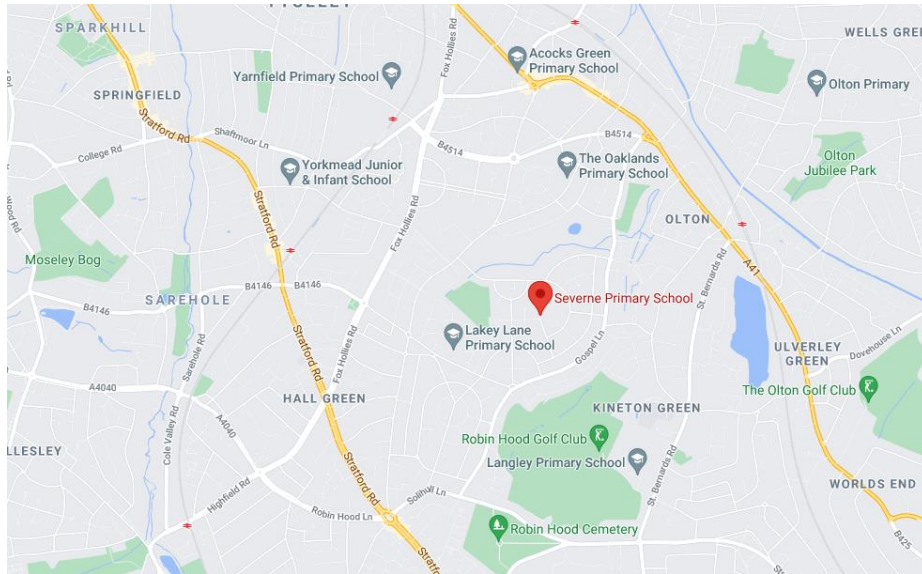 SPARKHILL
WELLS GREEN
Acocks Green
Primary School
Yarnfield Primary School
Fox Hollies Rd
Olton Primary
SPRINGFIELD
Stratford Rd
Shaftmoor Ln
College Rd
B4514
B4514
Yorkmead Junior
& Infant School
The Oaklands
Primary School
Olton
Jubilee Park
Wood Rd
Stratford Rd
Fox Hollies Rd
OLTON
Moseley Bog
A41
St. Bernards Rd
SAREHOLE
B4146
B4146
B4146
Severne Primary School
Sarehole Rd
Stratford Rd
Fox Hollies Rd
Lakey Lane
Primary School
Gospel Ln
ULVERLEY
GREEN
Dovehouse Ln
A4040
HALL GREEN
The Olton Golf Club
KINETON GREEN
A4040
Cole Valley Rd
Robin Hood Golf Club
LLESLEY
Langley Primary School
St. Bernards Rd
Stratford Rd
Highfield Rd
Solihull Ln
WORLDS END
Robin Hood Ln
Robin Hood Cemetery
B425
Stratf